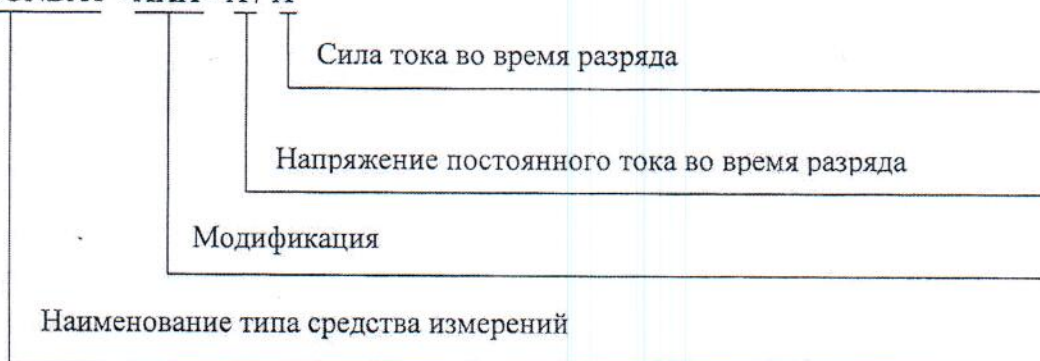 Сила тока во время разряда
Напряжение постоянного тока во время разряда
Модификация
Наименование типа средства измерений